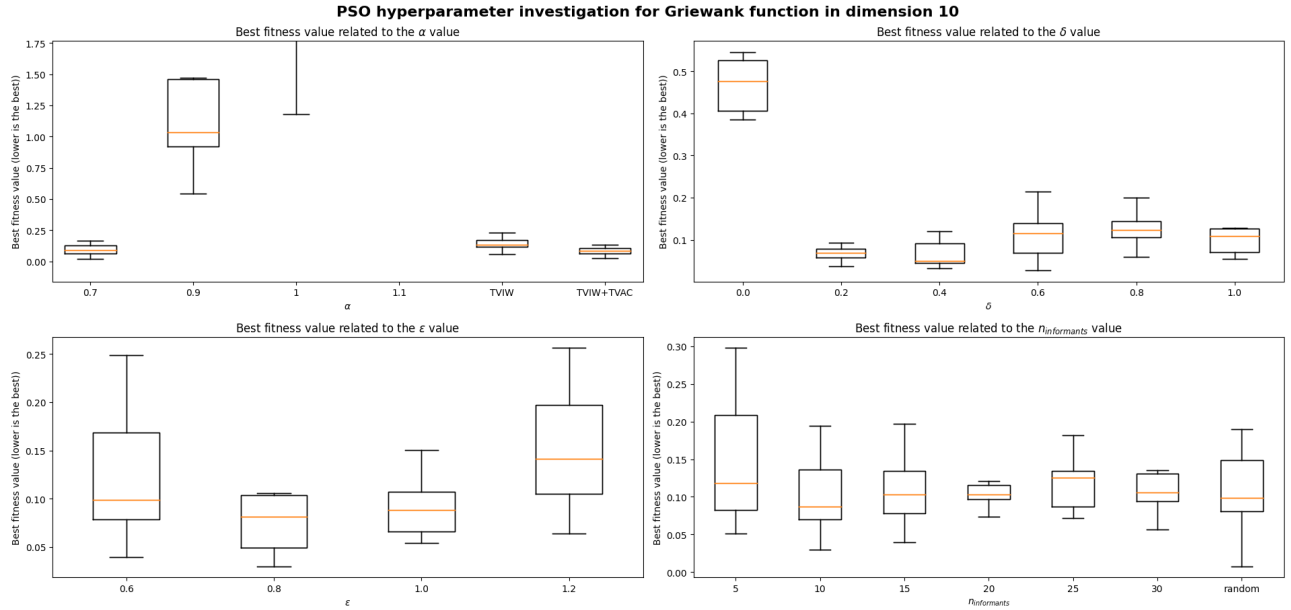 PSO hyperparameter investigation for Griewank function in dimension 10
Best fitness value related to the α value
Best fitness value (lower is the best))
1.75
1.50
1.25
1.00
0.75
0.50
0.25
0.00
0.7
0.9
1
1.1
TVIW
TVIW+TVAC
α
Best fitness value related to the δ value
Best fitness value (lower is the best))
0.5
0.4
0.3
0.2
0.1
0.0
0.2
0.4
0.6
0.8
1.0
δ
Best fitness value related to the ε value
Best fitness value (lower is the best))
0.25
0.20
0.15
0.10
0.05
0.6
0.8
1.0
1.2
ε
Best fitness value related to the n_informants value
Best fitness value (lower is the best))
0.30
0.25
0.20
0.15
0.10
0.05
0.00
5
10
15
20
25
30
random
n_informants